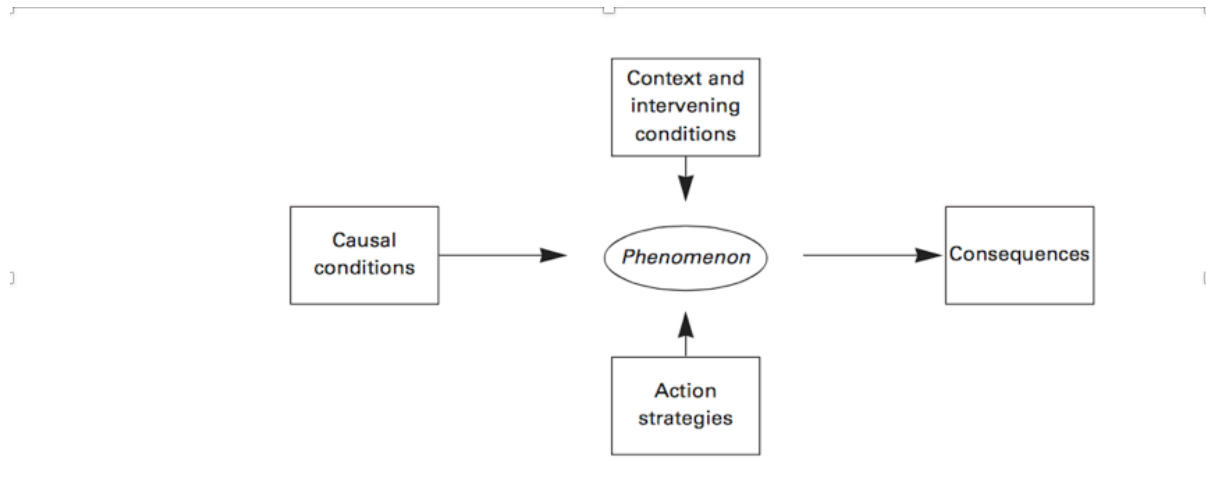 Context and
intervening
conditions
Causal
conditions
Phenomenon
Consequences
Action
strategies